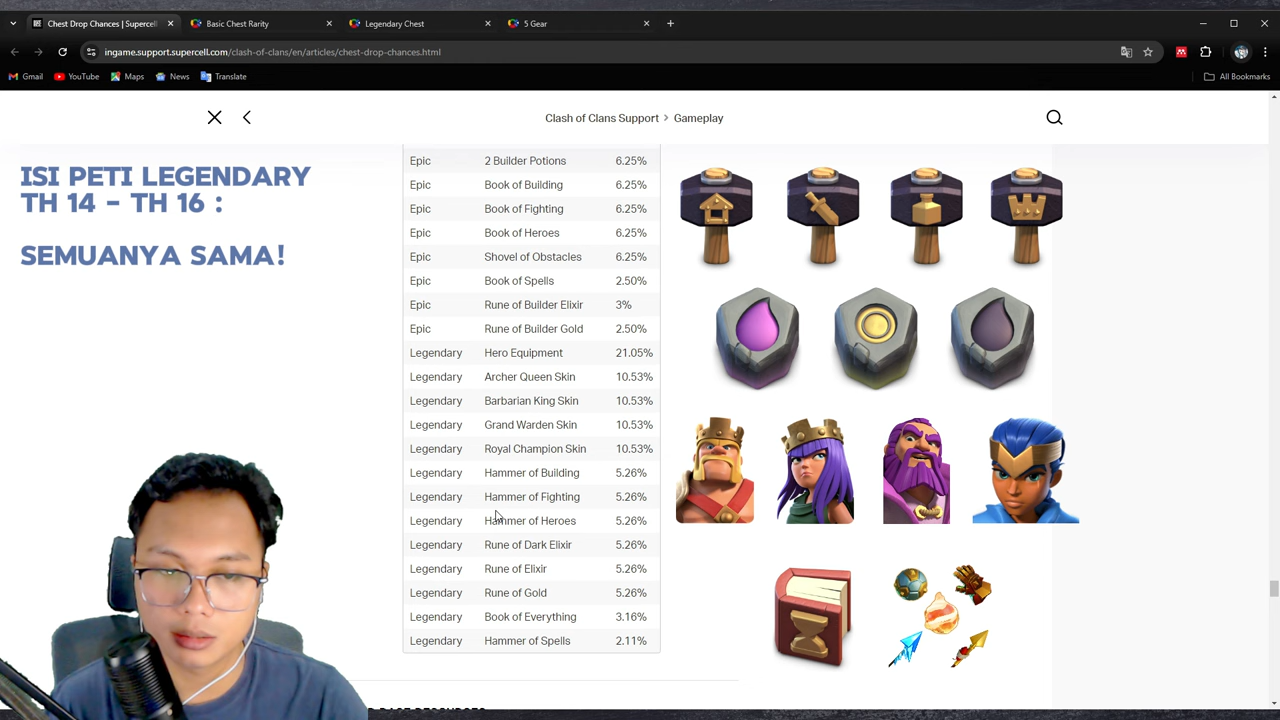 Chest Drop Chances | Supercell
Basic Chest Rarity
Legendary Chest
5 Gear
ingame.support.supercell.com/clash-of-clans/en/articles/chest-drop-chances.html
Gmail
YouTube
Maps
News
Translate
All Bookmarks
Clash of Clans Support > Gameplay
ISI PETI LEGENDARY
TH 14 - TH 16 :
SEMUANYA SAMA!
Epic 2 Builder Potions 6.25%
Epic Book of Building 6.25%
Epic Book of Fighting 6.25%
Epic Book of Heroes 6.25%
Epic Shovel of Obstacles 6.25%
Epic Book of Spells 2.50%
Epic Rune of Builder Elixir 3%
Epic Rune of Builder Gold 2.50%
Legendary Hero Equipment 21.05%
Legendary Archer Queen Skin 10.53%
Legendary Barbarian King Skin 10.53%
Legendary Grand Warden Skin 10.53%
Legendary Royal Champion Skin 10.53%
Legendary Hammer of Building 5.26%
Legendary Hammer of Fighting 5.26%
Legendary Hammer of Heroes 5.26%
Legendary Rune of Dark Elixir 5.26%
Legendary Rune of Elixir 5.26%
Legendary Rune of Gold 5.26%
Legendary Book of Everything 3.16%
Legendary Hammer of Spells 2.11%